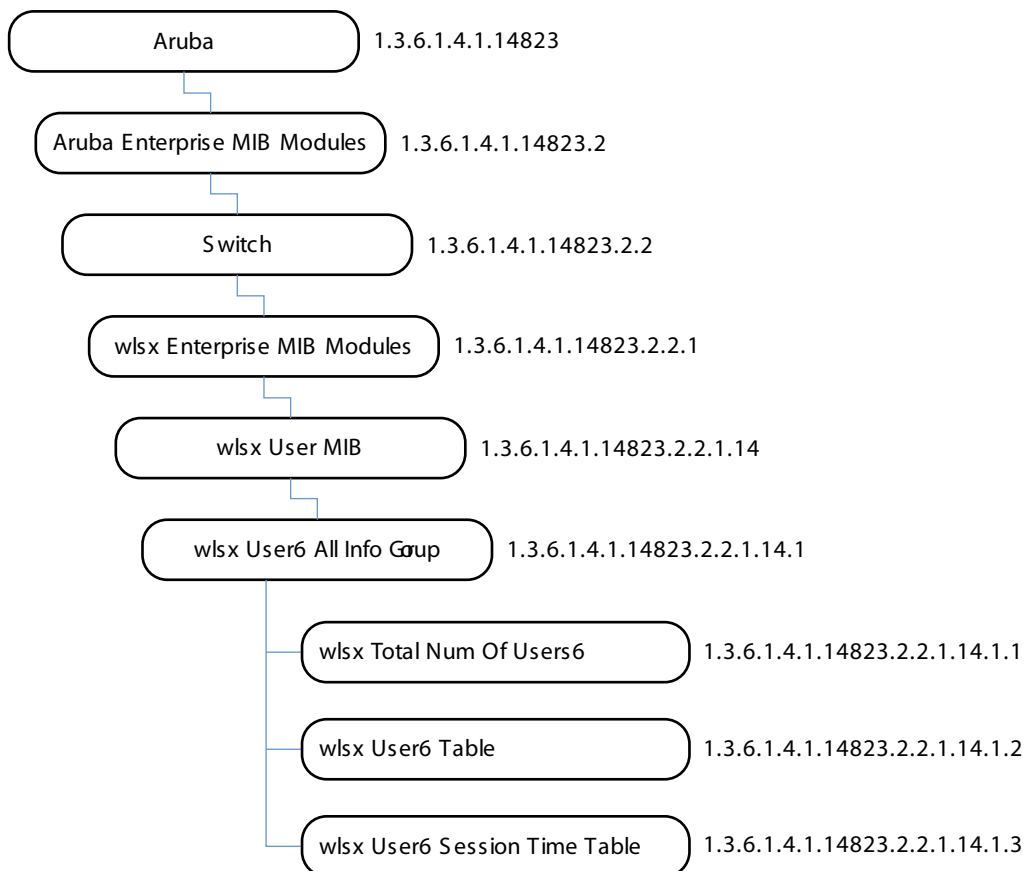 Aruba 1.3.6.1.4.1.14823
Aruba Enterprise MIB Modules 1.3.6.1.4.1.14823.2
Switch 1.3.6.1.4.1.14823.2.2
wlsx Enterprise MIB Modules 1.3.6.1.4.1.14823.2.2.1
wlsx User MIB 1.3.6.1.4.1.14823.2.2.1.14
wlsx User6 All Info Gorup 1.3.6.1.4.1.14823.2.2.1.14.1
wlsx Total Num Of Users6 1.3.6.1.4.1.14823.2.2.1.14.1.1
wlsx User6 Table 1.3.6.1.4.1.14823.2.2.1.14.1.2
wlsx User6 Session Time Table 1.3.6.1.4.1.14823.2.2.1.14.1.3